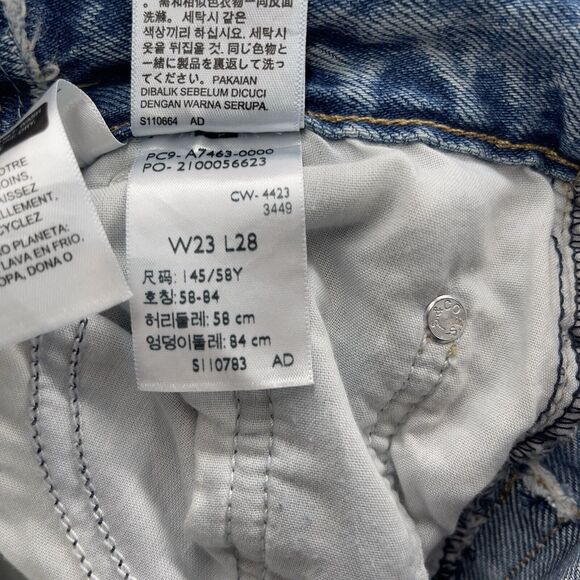 。需和相似色衣物一同反面
洗滌。세탁시 같은
색상끼리 하십시요. 세탁시
옷을 뒤집을 것. 同じ色物と
一緒に製品を裏返して洗っ
てください。PAKAIAN
DIBALIK SEBELUM DICUCI
DENGAN WARNA SERUPA.
S110664 AD
PC9- A7463-0000
PO- 2100056623
CW- 4423
3449
W23 L28
尺码: 145/58Y
호칭: 58-84
허리둘레: 58 cm
엉덩이둘레: 84 cm
S110783 AD
OTRE
OINS,
AISSEZ
ELLEMENT,
CYCLEZ
O PLANETA:
LAVA EN FRIO,
OPA, DONA O
&CO